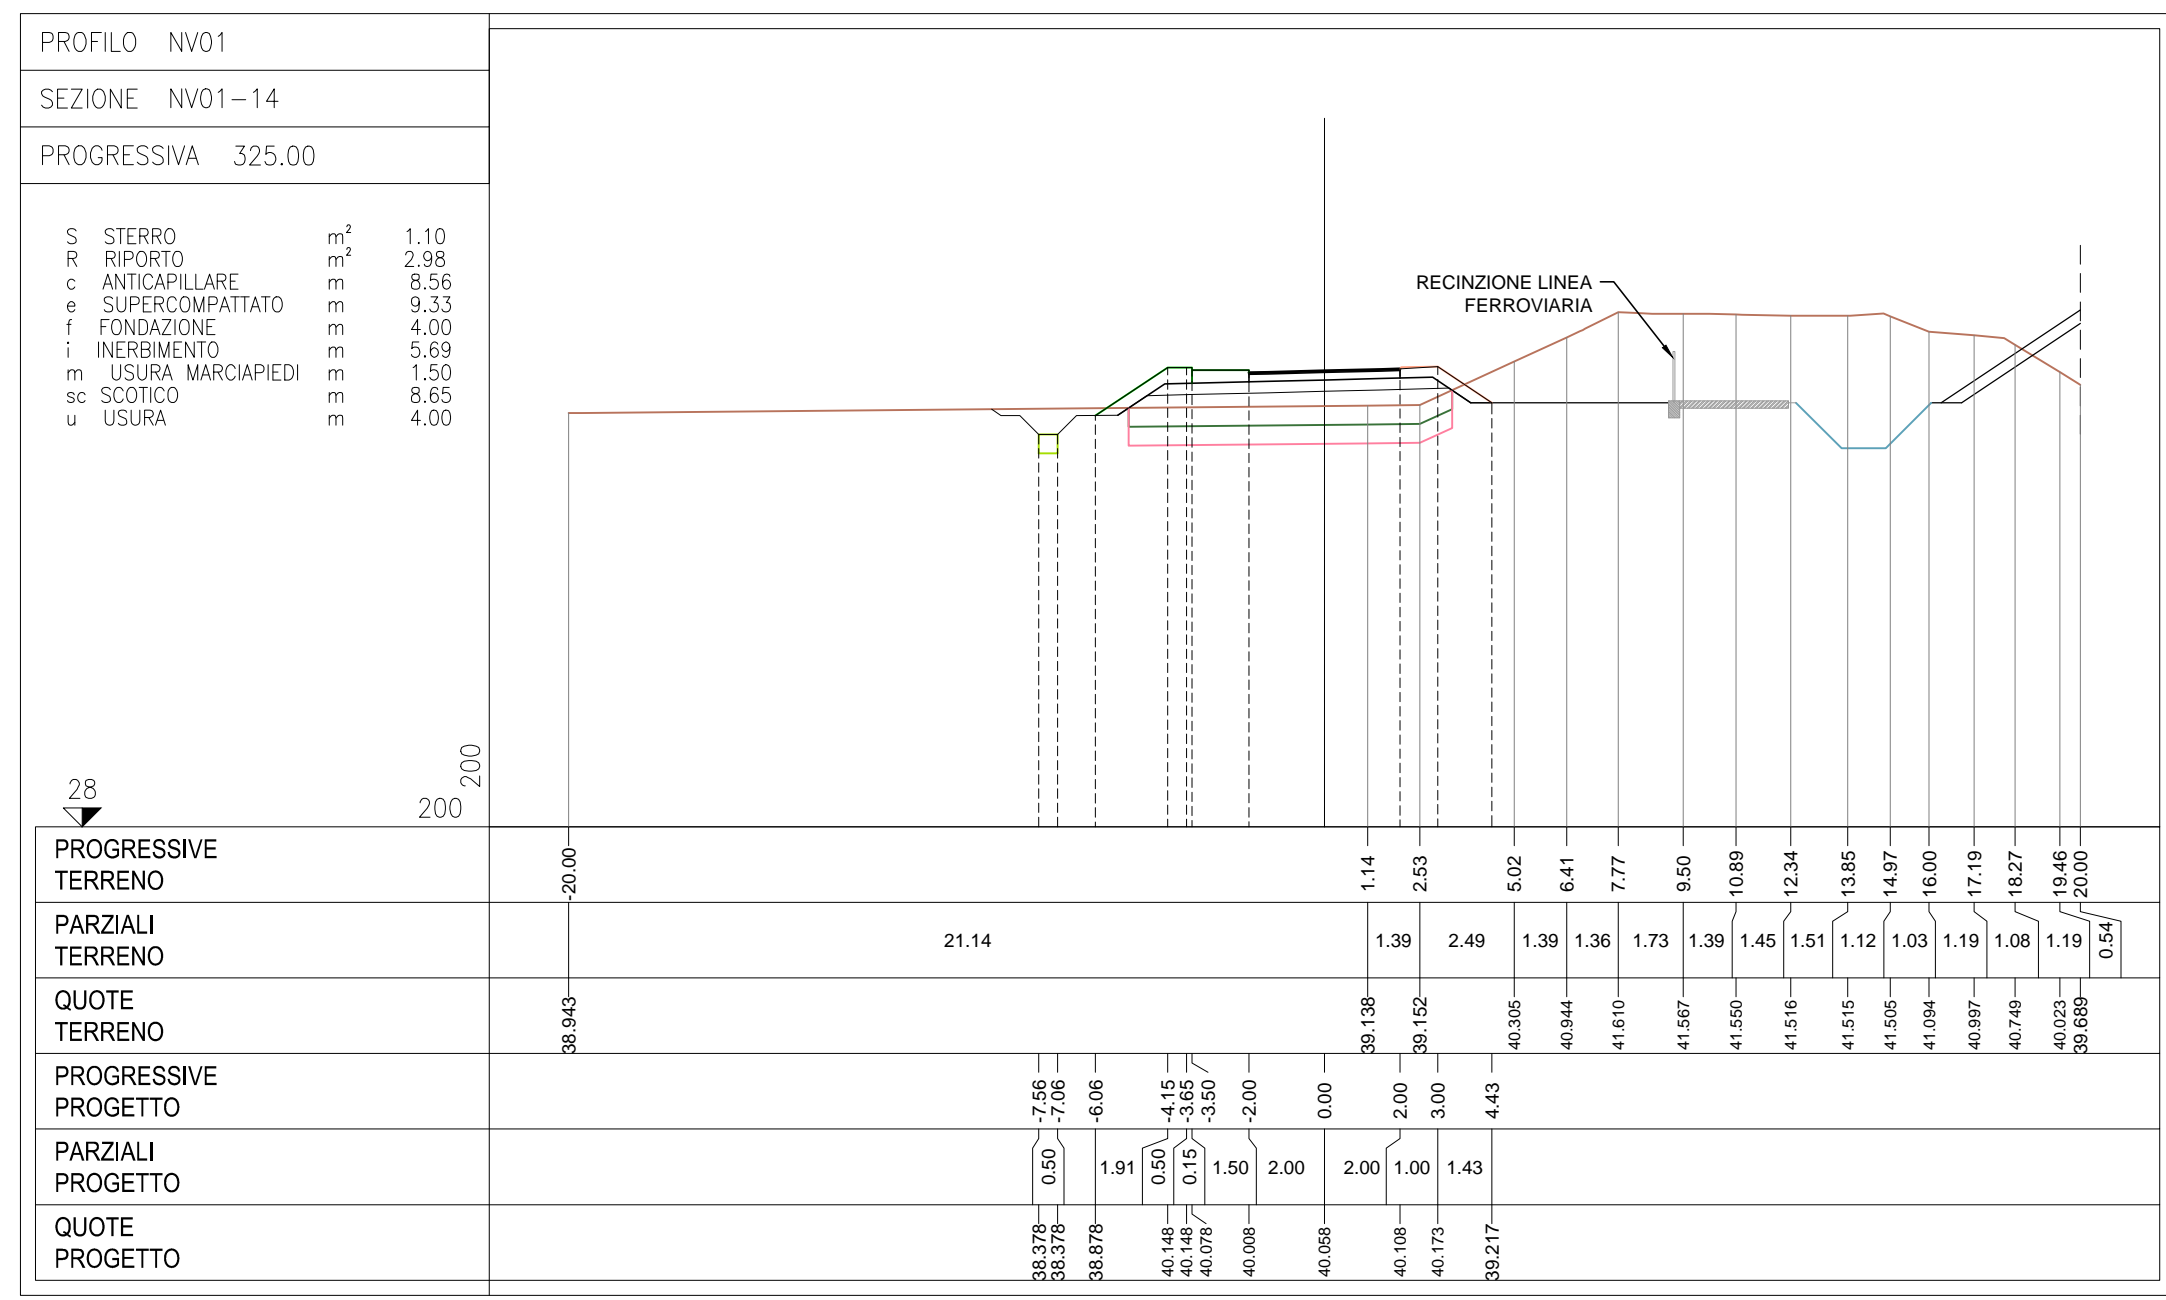 PROFILO NV01
SEZIONE NV01-14
PROGRESSIVA 325.00
S STERRO m² 1.10
R RIPORTO m² 2.98
c ANTICAPILLARE m 8.56
e SUPERCOMPATTATO m 9.33
f FONDAZIONE m 4.00
i INERBIMENTO m 5.69
m USURA MARCIAPIEDI m 1.50
sc SCOTICO m 8.65
u USURA m 4.00
RECINZIONE LINEA
FERROVIARIA
28
200
200
PROGRESSIVE
TERRENO
-20.00 1.14 2.53 5.02 6.41 7.77 9.50 10.89 12.34 13.85 14.97 16.00 17.19 18.27 19.46 20.00
PARZIALI
TERRENO
21.14 1.39 2.49 1.39 1.36 1.73 1.39 1.45 1.51 1.12 1.03 1.19 1.08 1.19 0.54
QUOTE
TERRENO
38.943 39.138 39.152 40.305 40.944 41.610 41.567 41.550 41.516 41.515 41.505 41.094 40.997 40.749 40.023 39.689
PROGRESSIVE
PROGETTO
-7.56 -7.06 -6.06 -4.15 -3.65 -3.50 -2.00 0.00 2.00 3.00 4.43
PARZIALI
PROGETTO
0.50 1.91 0.50 0.15 1.50 2.00 2.00 1.00 1.43
QUOTE
PROGETTO
38.378 38.378 38.878 40.148 40.148 40.078 40.008 40.058 40.108 40.173 39.217